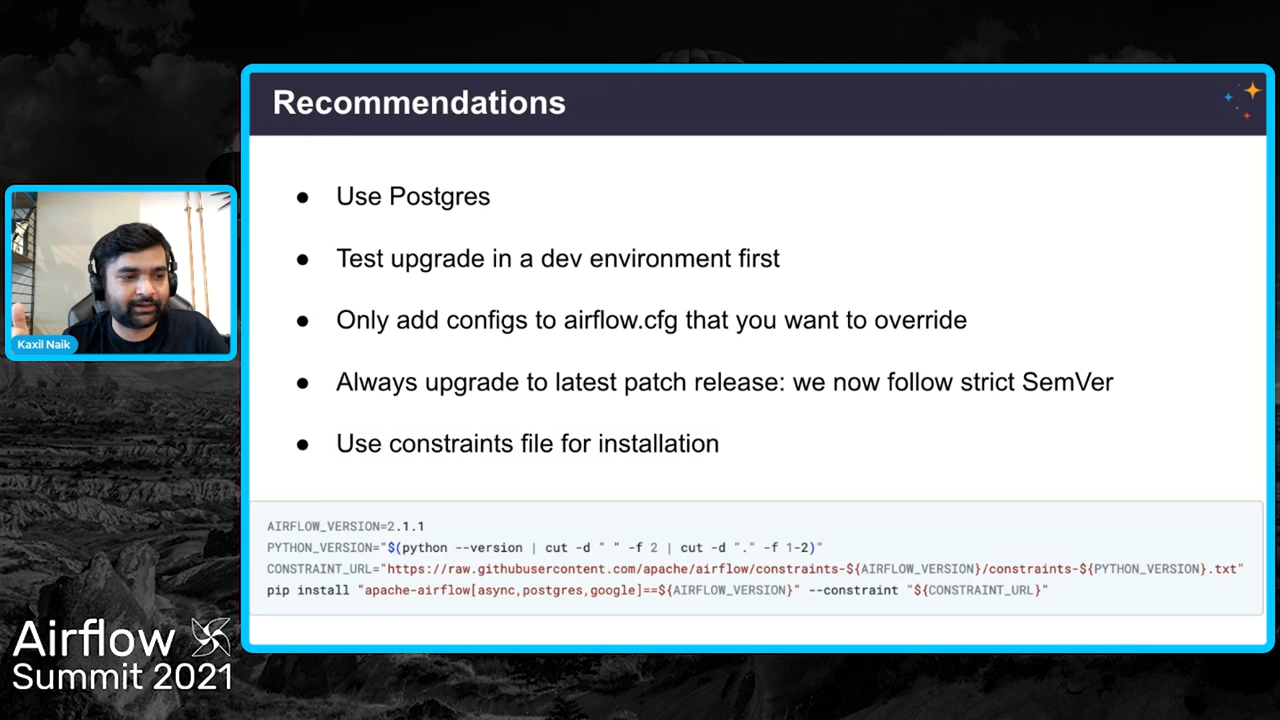 Recommendations
● Use Postgres
● Test upgrade in a dev environment first
● Only add configs to airflow.cfg that you want to override
● Always upgrade to latest patch release: we now follow strict SemVer
● Use constraints file for installation
AIRFLOW_VERSION=2.1.1
PYTHON_VERSION="$(python --version | cut -d " " -f 2 | cut -d "." -f 1-2)"
CONSTRAINT_URL="https://raw.githubusercontent.com/apache/airflow/constraints-${AIRFLOW_VERSION}/constraints-${PYTHON_VERSION}.txt"
pip install "apache-airflow[async,postgres,google]==${AIRFLOW_VERSION}" --constraint "${CONSTRAINT_URL}"
Kaxil Naik
Airflow
Summit 2021